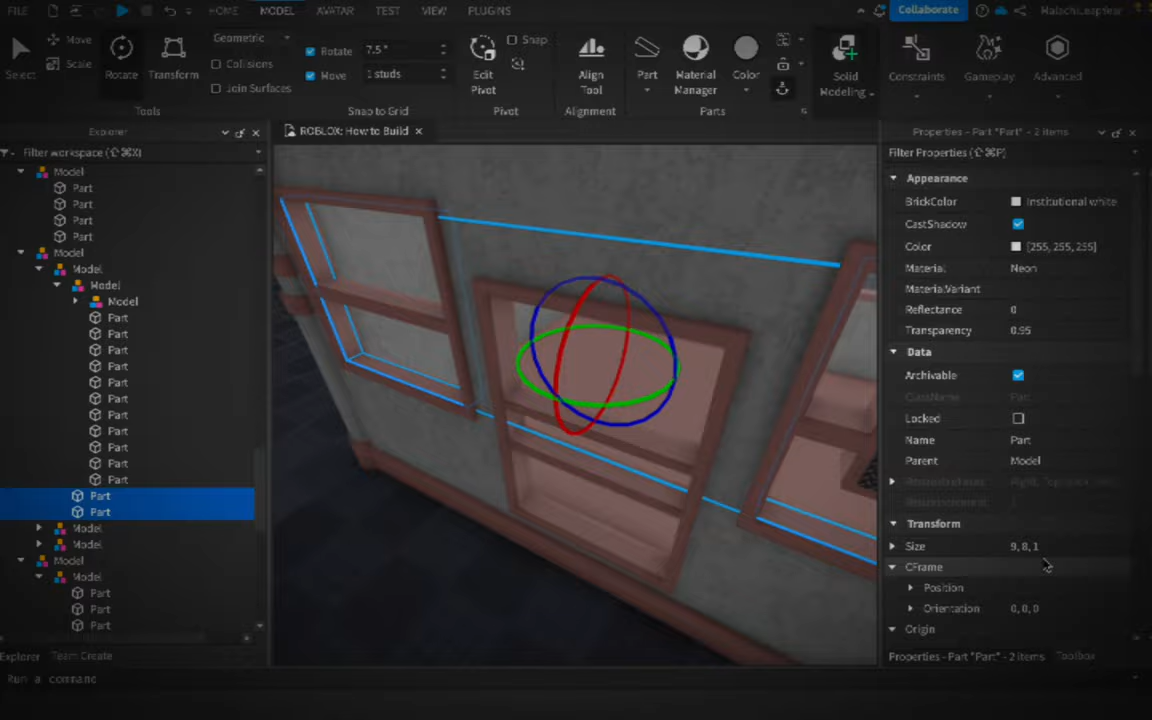 FILE HOME MODEL AVATAR TEST VIEW PLUGINS Collaborate
Select
Move
Scale
Rotate
Transform
Geometric
Collisions
Join Surfaces
Tools
Rotate 7.5 °
Move 1 studs
Snap to Grid
Edit
Pivot
Snap
Pivot
Align
Tool
Alignment
Part
Material
Manager
Color
Parts
Solid
Modeling
Constraints
Gameplay
Advanced
Explorer
Filter workspace (⇧⌘X)
Model
Part
Part
Part
Part
Model
Model
Model
Model
Part
Part
Part
Part
Part
Part
Part
Part
Part
Part
Part
Part
Part
Model
Model
Model
Model
Part
Part
Part
Explorer Team Create
ROBLOX: How to Build ×
Properties - Part "Part" - 2 items
Filter Properties (⇧⌘P)
Appearance
BrickColor Institutional white
CastShadow
Color [255, 255, 255]
Material Neon
MaterialVariant
Reflectance 0
Transparency 0.95
Data
Archivable
ClassName Part
Locked
Name Part
Parent Model
Transform
Size 9, 8, 1
CFrame
Position
Orientation 0, 0, 0
Origin
Properties - Part "Part" - 2 items Toolbox
Run a command